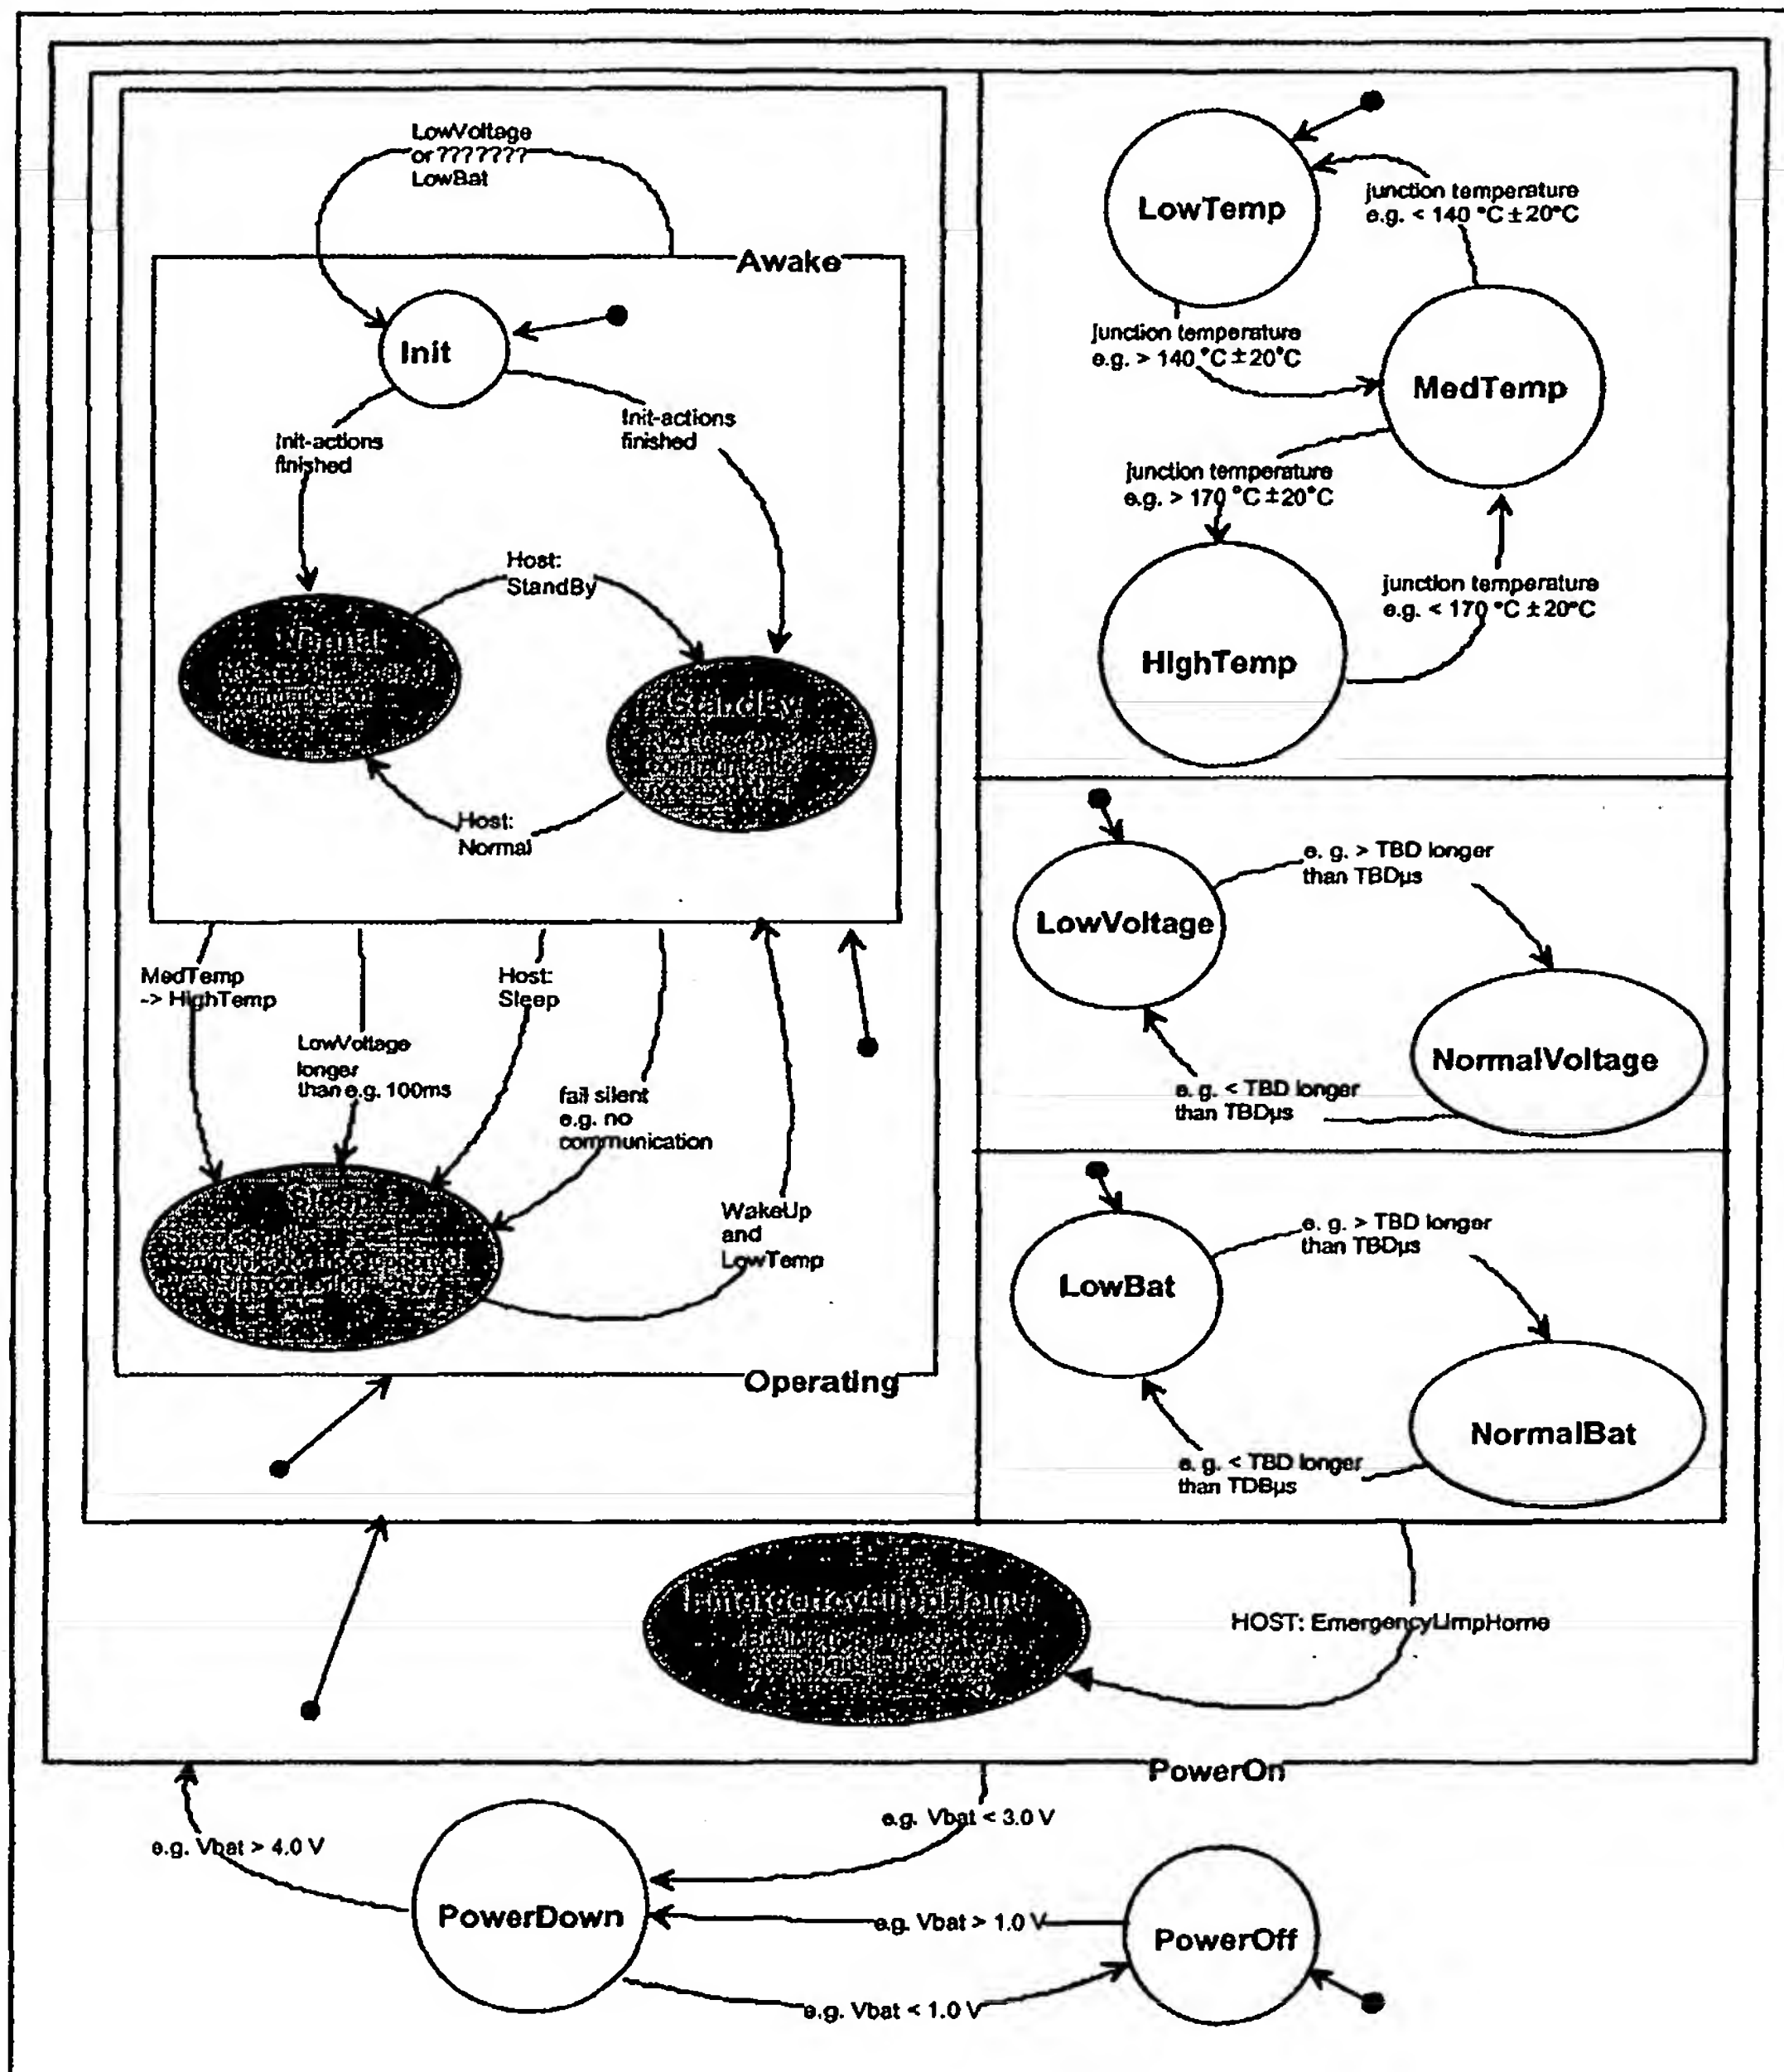 LowVoltage
or ???????
LowBat
Awake
Init
Init-actions
finished
Init-actions
finished
Host:
StandBy
StandBy
Host:
Normal
MedTemp
-> HighTemp
LowVoltage
longer
than e.g. 100ms
Host:
Sleep
fail silent
e.g. no
communication
WakeUp
and
LowTemp
Sleep
Operating
LowTemp
junction temperature
e.g. < 140 °C ± 20°C
junction temperature
e.g. > 140 °C ± 20°C
MedTemp
junction temperature
e.g. > 170 °C ± 20°C
junction temperature
e.g. < 170 °C ± 20°C
HighTemp
LowVoltage
e. g. > TBD longer
than TBDµs
NormalVoltage
e. g. < TBD longer
than TBDµs
LowBat
e. g. > TBD longer
than TBDµs
NormalBat
e. g. < TBD longer
than TDBµs
EmergencyLimpHome
HOST: EmergencyLimpHome
PowerOn
e.g. Vbat > 4.0 V
e.g. Vbat < 3.0 V
PowerDown
e.g. Vbat > 1.0 V
PowerOff
e.g. Vbat < 1.0 V